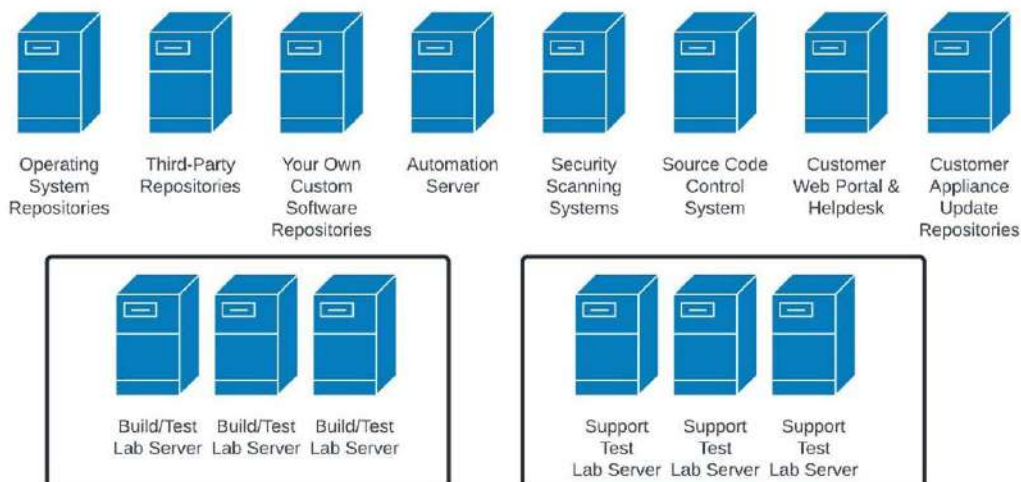 Operating
System
Repositories
Third-Party
Repositories
Your Own
Custom
Software
Repositories
Automation
Server
Security
Scanning
Systems
Source Code
Control
System
Customer
Web Portal &
Helpdesk
Customer
Appliance
Update
Repositories
Build/Test
Lab Server
Build/Test
Lab Server
Build/Test
Lab Server
Support
Test
Lab Server
Support
Test
Lab Server
Support
Test
Lab Server